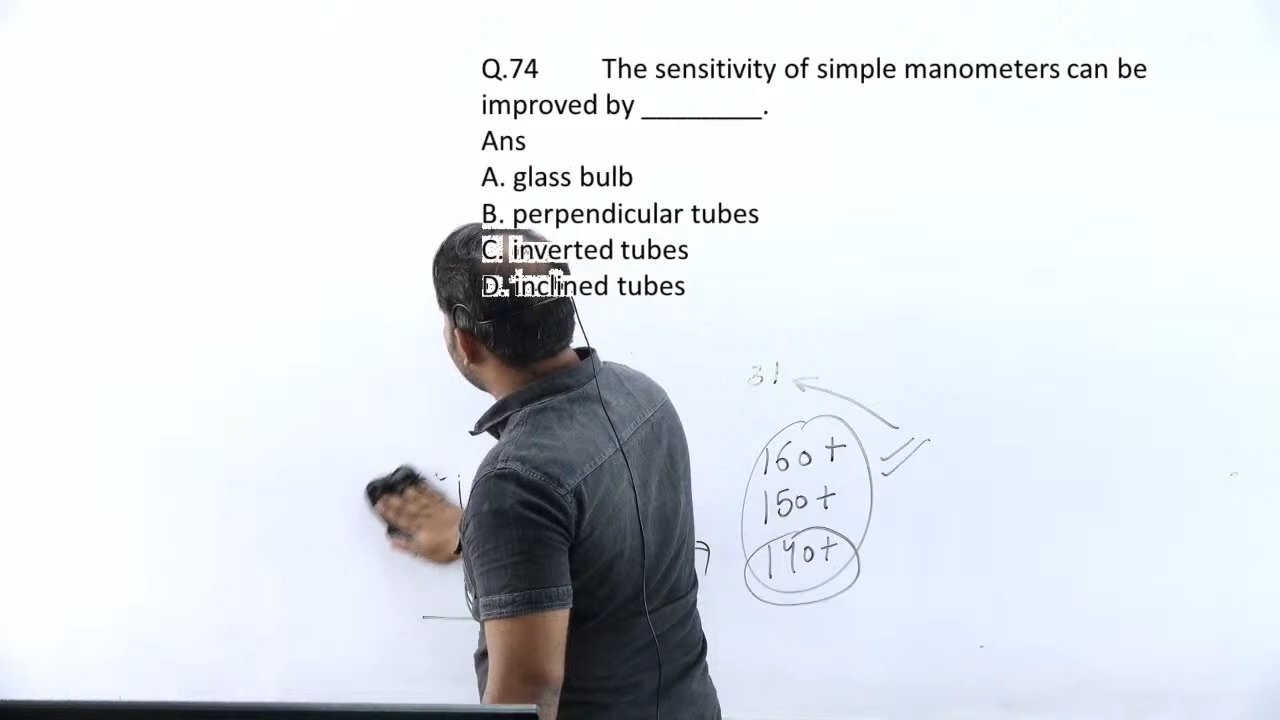 Q.74 The sensitivity of simple manometers can be
improved by ________.
Ans
A. glass bulb
B. perpendicular tubes
C. inverted tubes
D. inclined tubes
31
160+
150+
140+